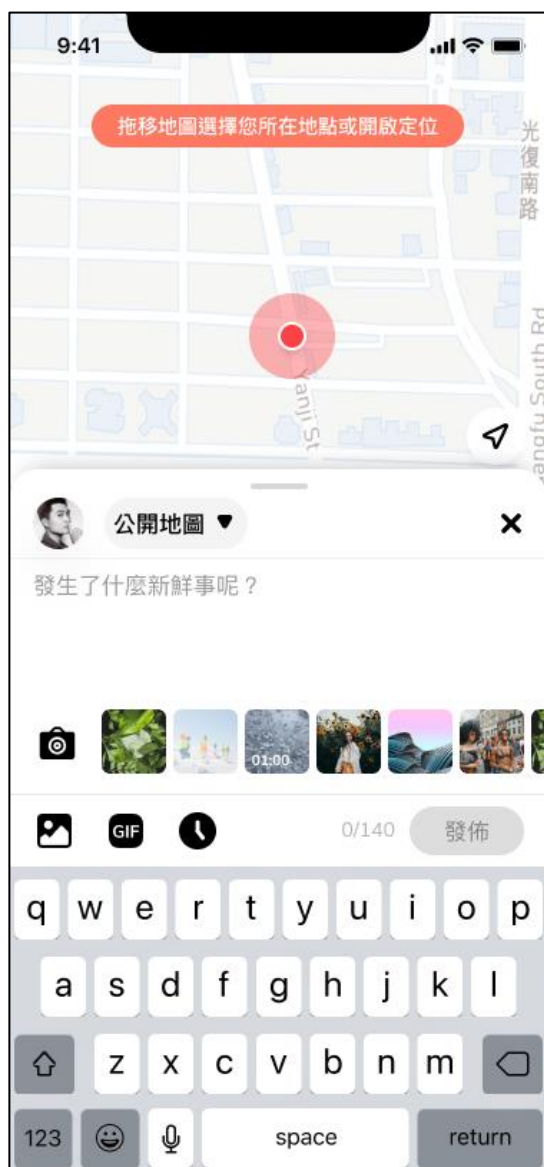 9:41
拖移地圖選擇您所在地點或開啟定位
光復南路
Yanji St
South Rd
公開地圖
發生了什麼新鮮事呢？
01:00
GIF
0/140
發佈
q w e r t y u i o p
a s d f g h j k l
z x c v b n m
123 space return